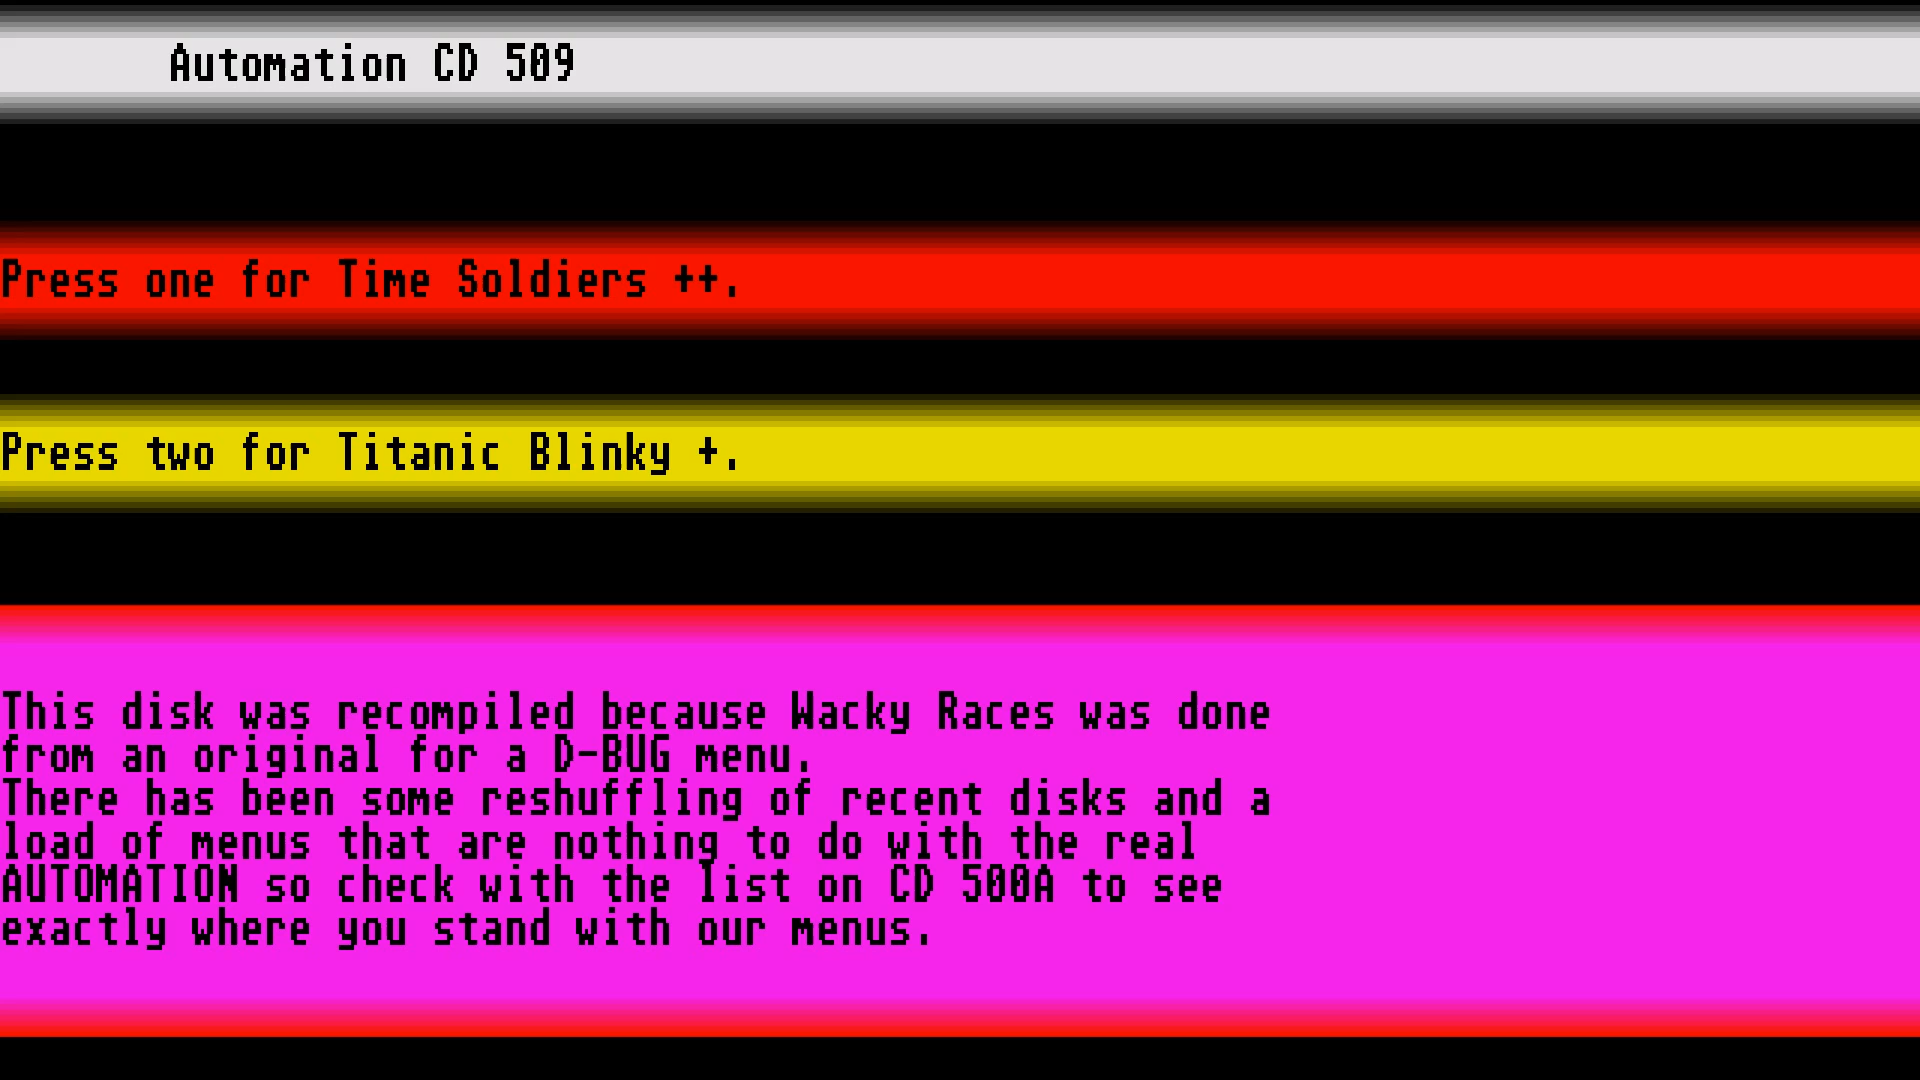 Automation CD 509
Press one for Time Soldiers ++.
Press two for Titanic Blinky +.
This disk was recompiled because Wacky Races was done
from an original for a D-BUG menu.
There has been some reshuffling of recent disks and a
load of menus that are nothing to do with the real
AUTOMATION so check with the list on CD 500A to see
exactly where you stand with our menus.